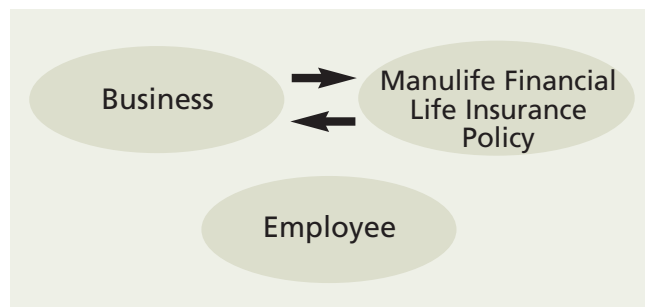 Business
Manulife Financial
Life Insurance
Policy
Employee